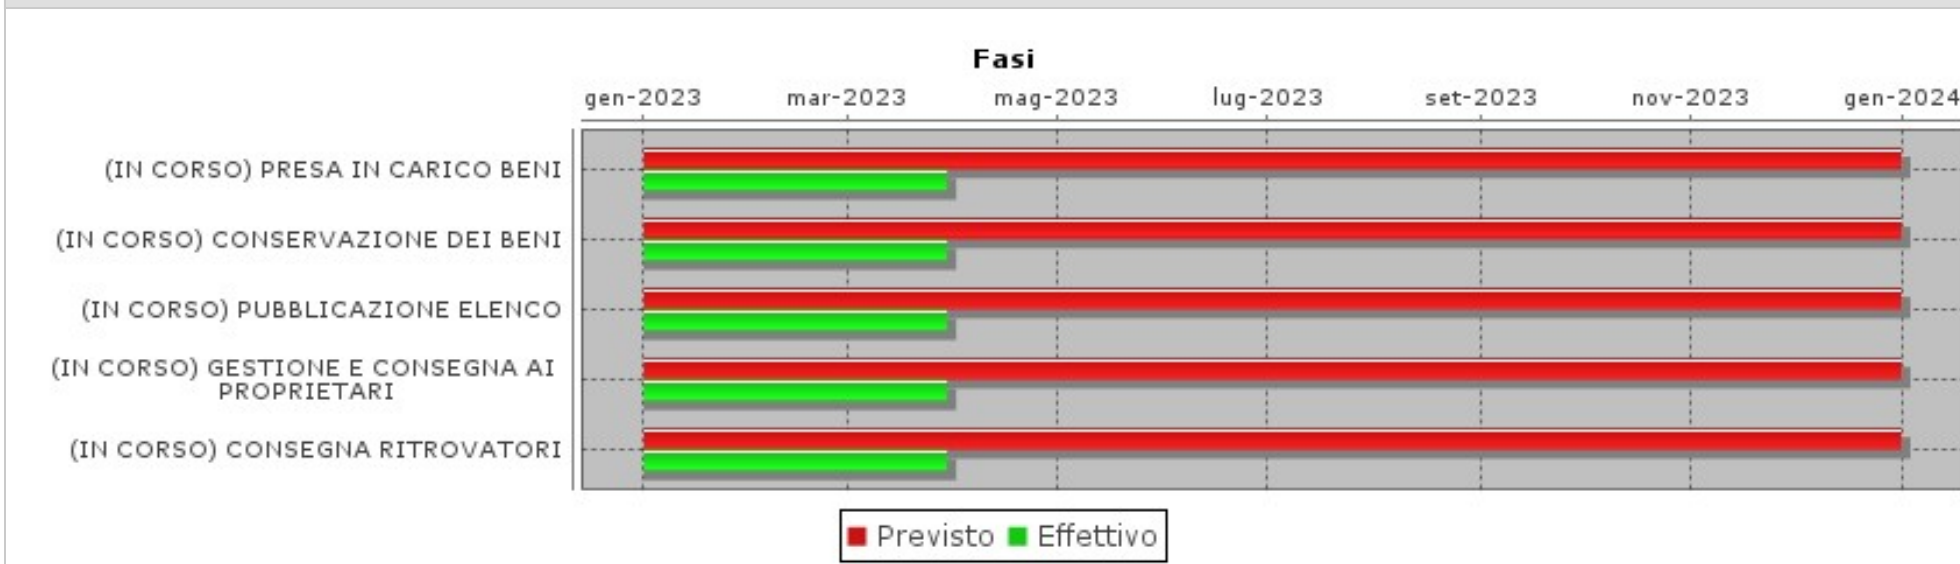 Fasi
gen-2023 mar-2023 mag-2023 lug-2023 set-2023 nov-2023 gen-2024
(IN CORSO) PRESA IN CARICO BENI
(IN CORSO) CONSERVAZIONE DEI BENI
(IN CORSO) PUBBLICAZIONE ELENCO
(IN CORSO) GESTIONE E CONSEGNA AI
PROPRIETARI
(IN CORSO) CONSEGNA RITROVATORI
Previsto Effettivo